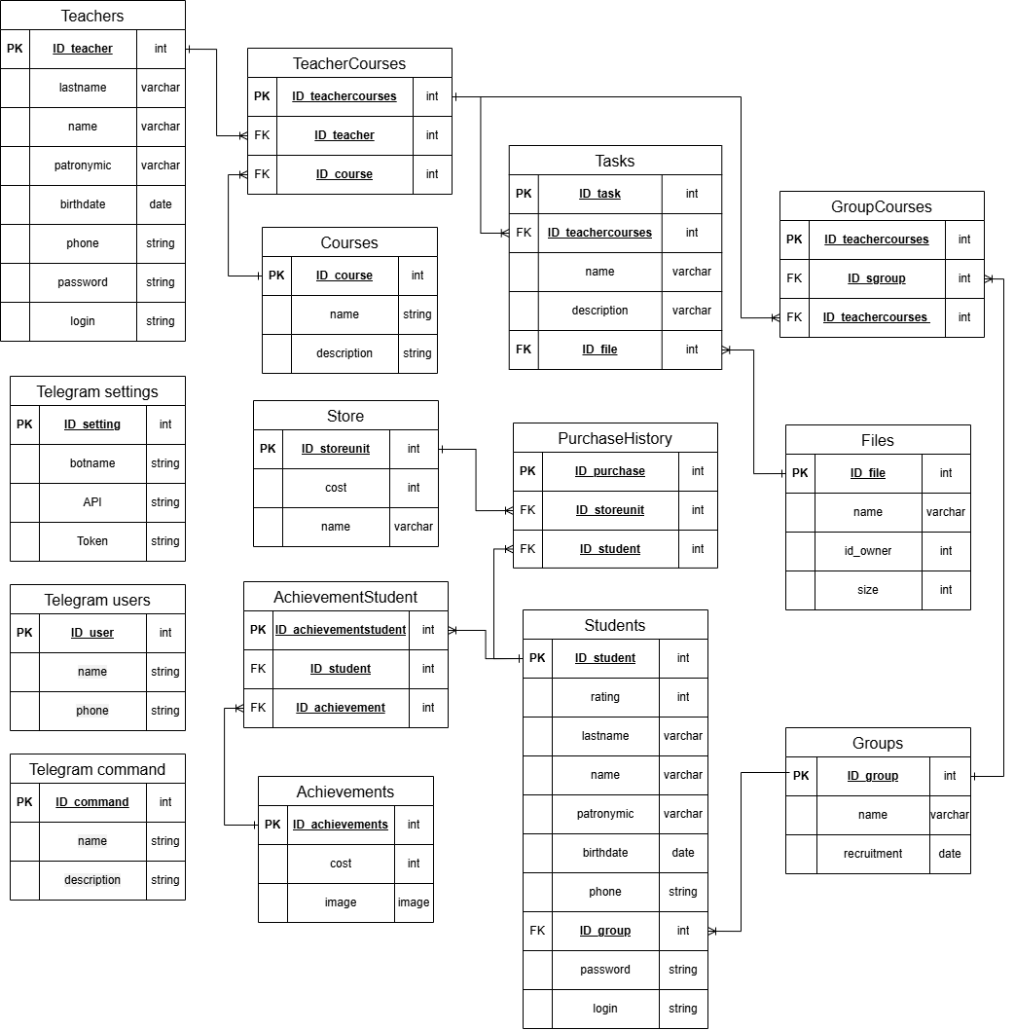 Teachers
PK ID_teacher int
lastname varchar
name varchar
patronymic varchar
birthdate date
phone string
password string
login string
TeacherCourses
PK ID_teachercourses int
FK ID_teacher int
FK ID_course int
Courses
PK ID_course int
name string
description string
Tasks
PK ID_task int
FK ID_teachercourses int
name varchar
description varchar
FK ID_file int
GroupCourses
PK ID_teachercourses int
FK ID_sgroup int
FK ID_teachercourses int
Telegram settings
PK ID_setting int
botname string
API string
Token string
Store
PK ID_storeunit int
cost int
name varchar
PurchaseHistory
PK ID_purchase int
FK ID_storeunit int
FK ID_student int
Files
PK ID_file int
name varchar
id_owner int
size int
Telegram users
PK ID_user int
name string
phone string
AchievementStudent
PK ID_achievementstudent int
FK ID_student int
FK ID_achievement int
Students
PK ID_student int
rating int
lastname varchar
name varchar
patronymic varchar
birthdate date
phone string
FK ID_group int
password string
login string
Groups
PK ID_group int
name varchar
recruitment date
Telegram command
PK ID_command int
name string
description string
Achievements
PK ID_achievements int
cost int
image image